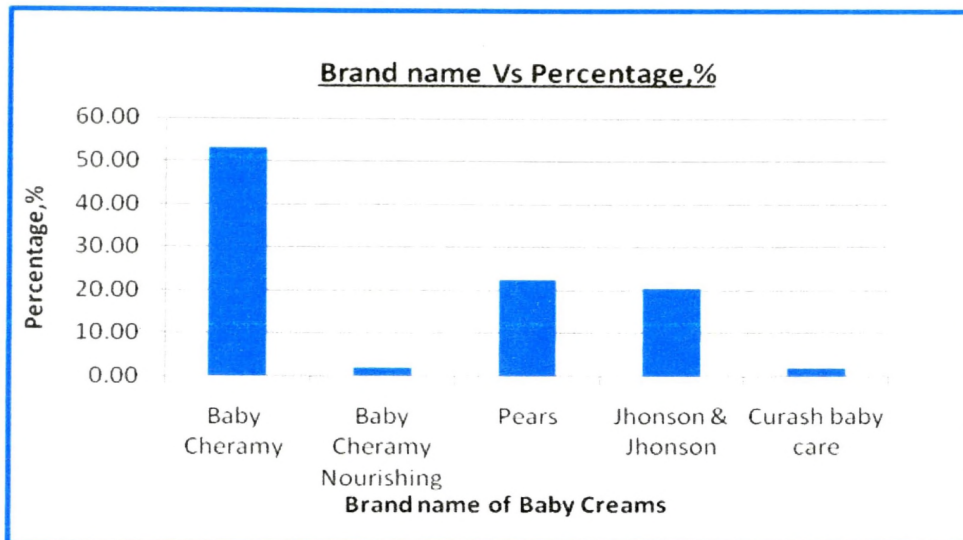 Brand name Vs Percentage,%
60.00
50.00
40.00
30.00
20.00
10.00
0.00
Percentage,%
Baby Cheramy
Baby Cheramy Nourishing
Pears
Jhonson & Jhonson
Curash baby care
Brand name of Baby Creams